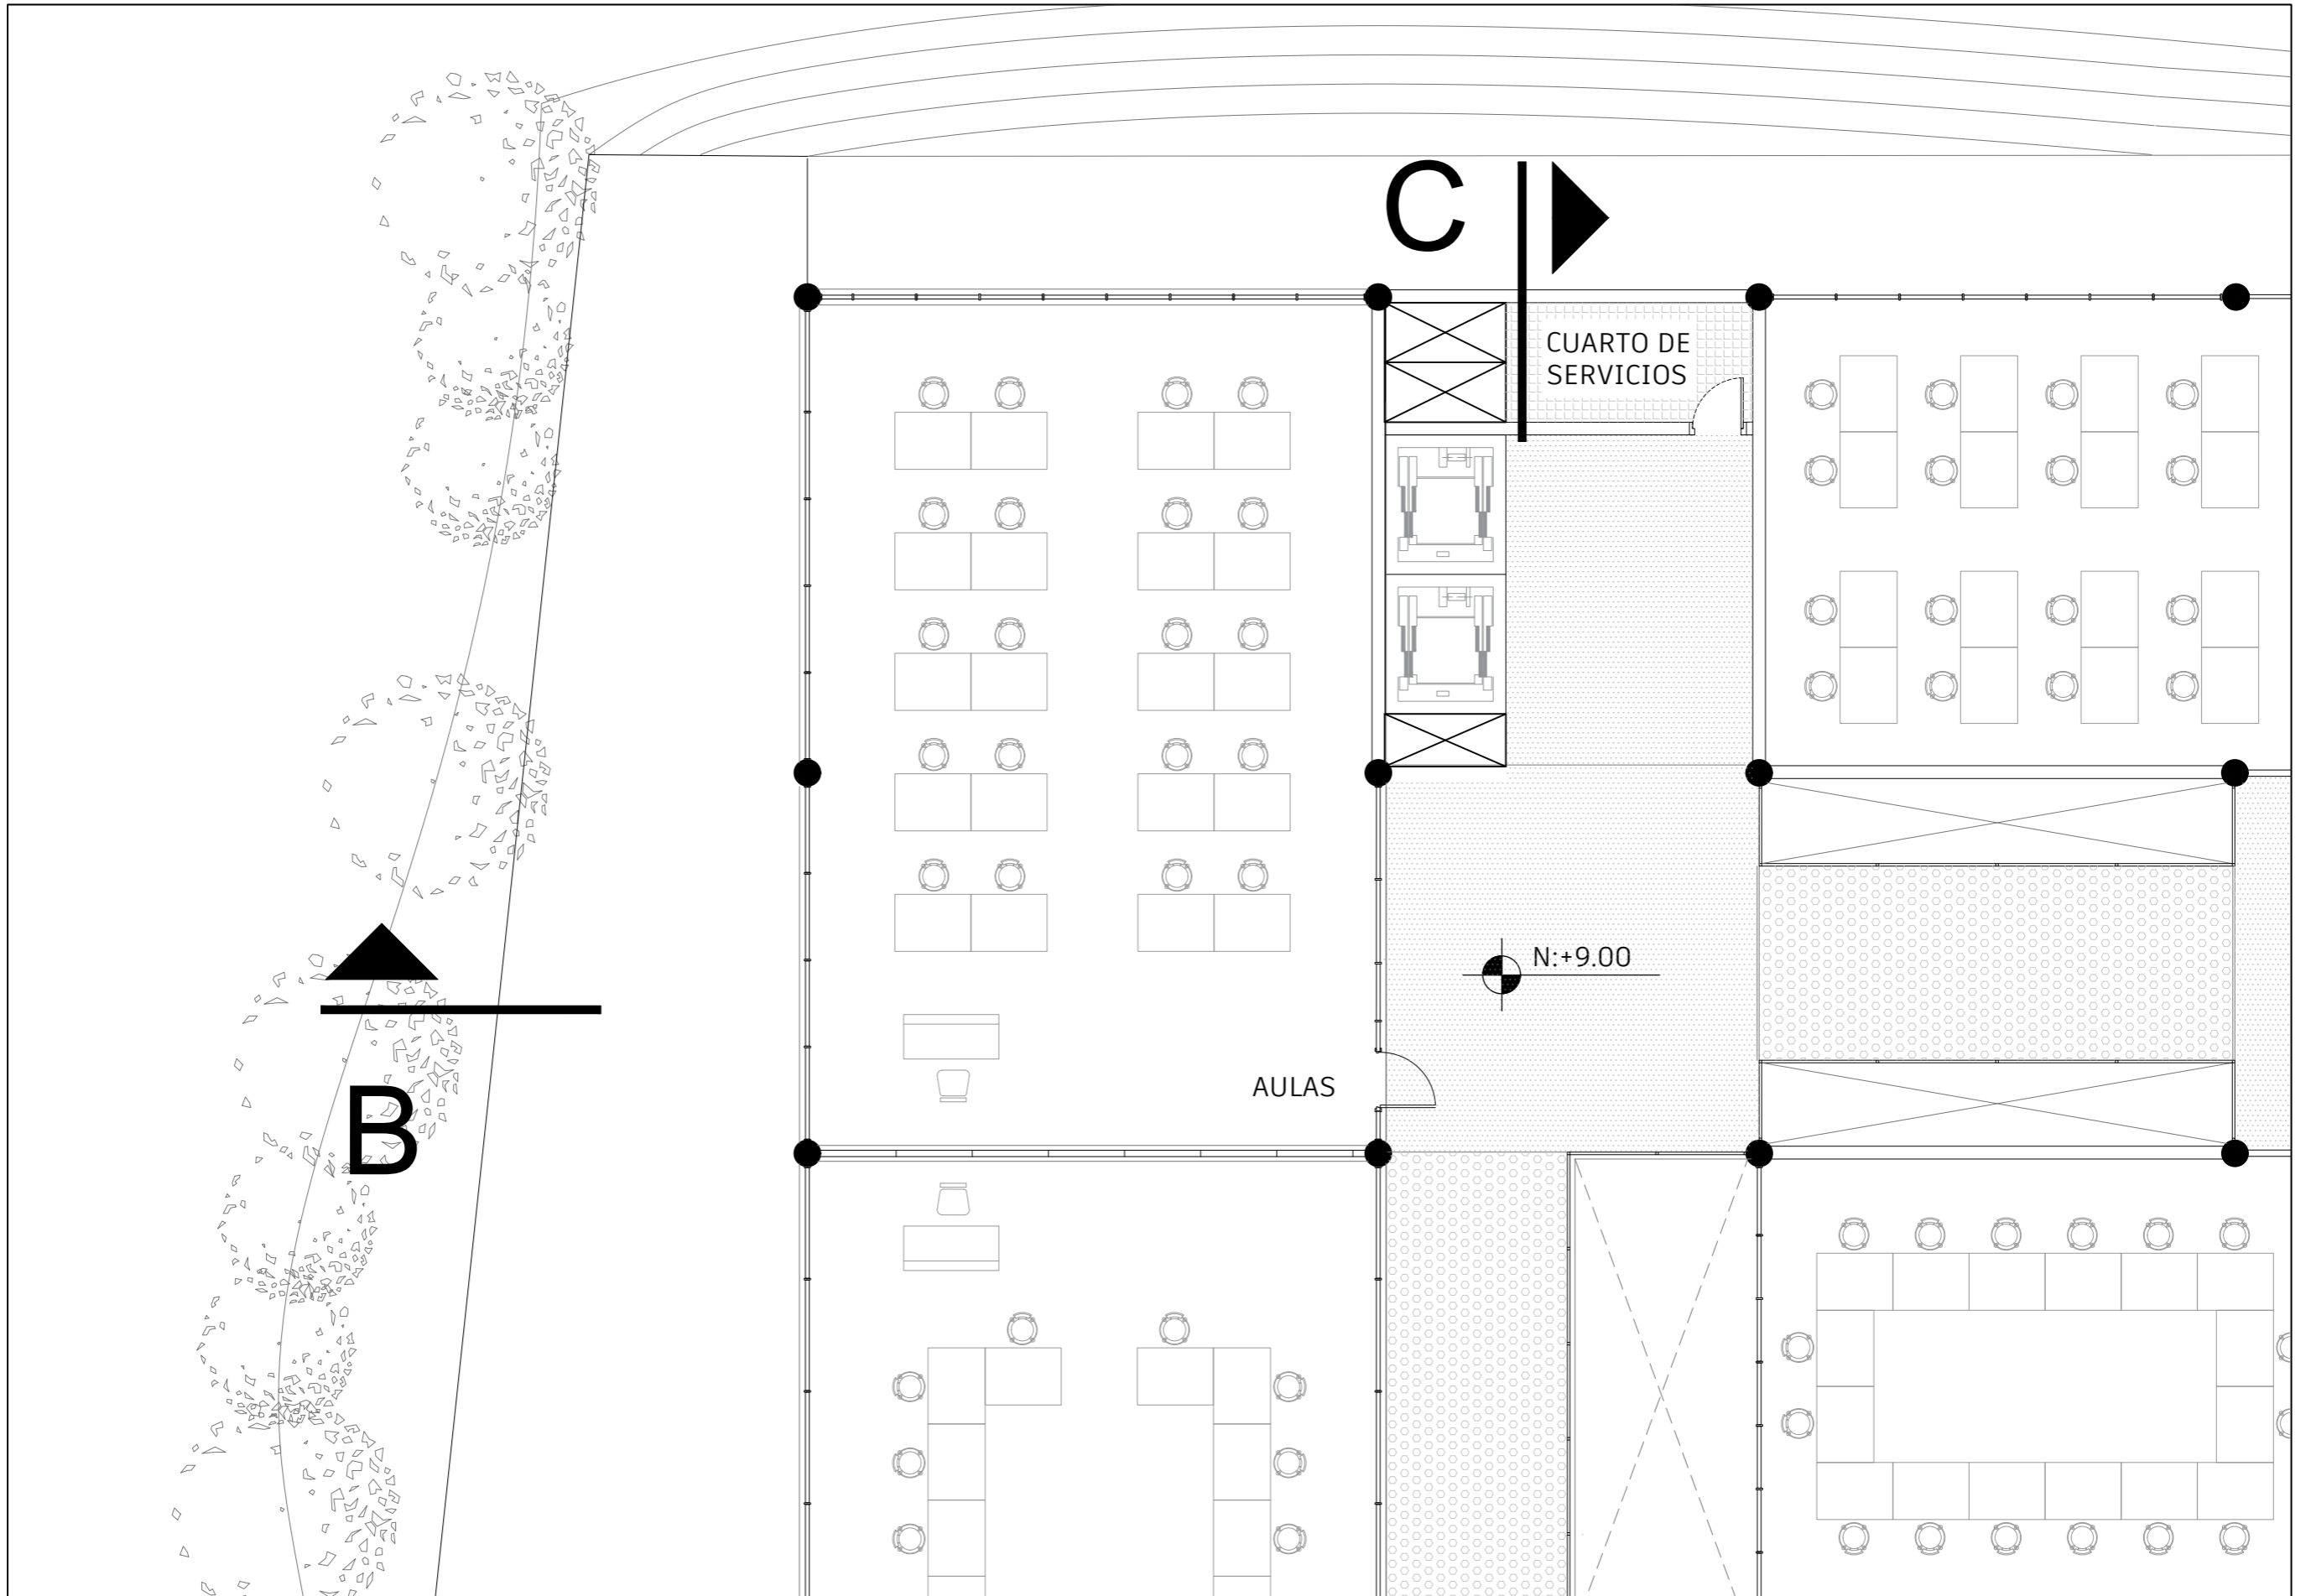 C
CUARTO DE
SERVICIOS
N:+9.00
AULAS
B